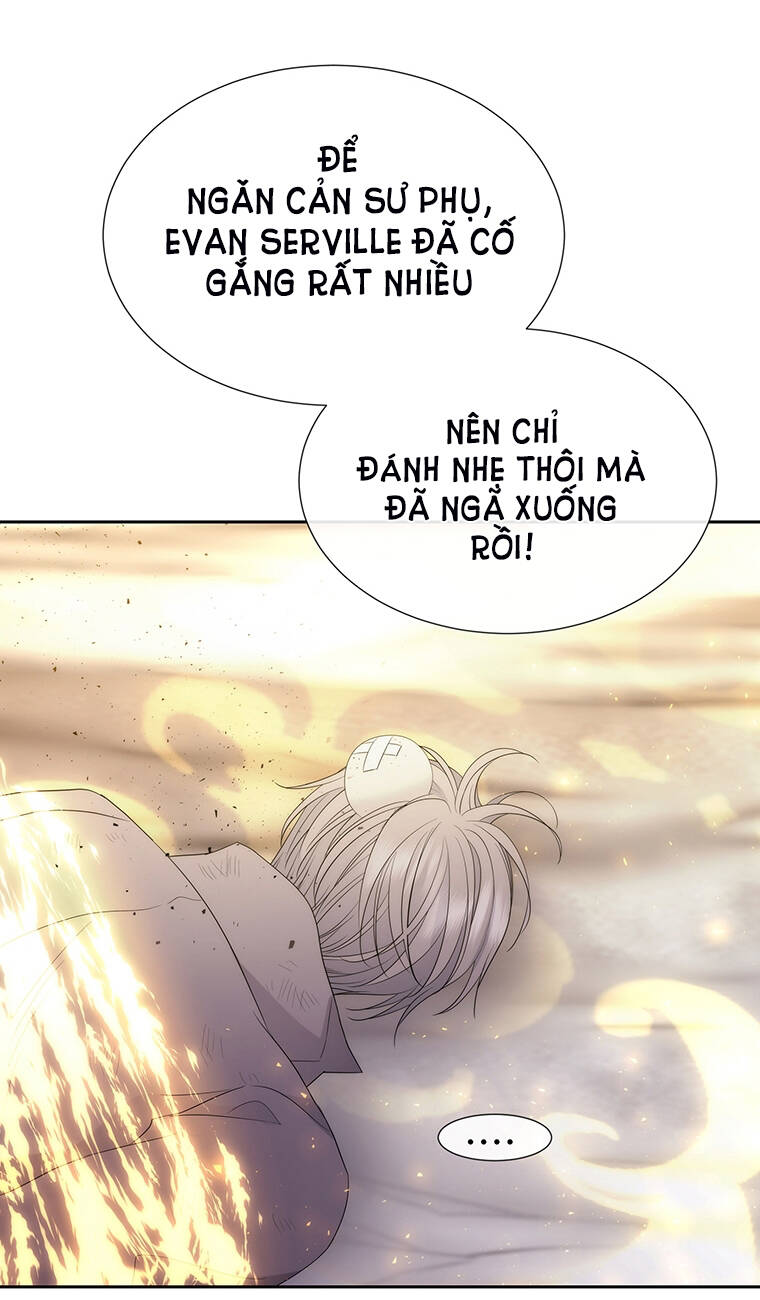 ĐỂ
NGĂN CẢN SƯ PHỤ,
EVAN SERVILLE ĐÃ CỐ
GẮNG RẤT NHIỀU
NÊN CHỈ
ĐÁNH NHẸ THÔI MÀ
ĐÃ NGÃ XUỐNG
RỒI!
....